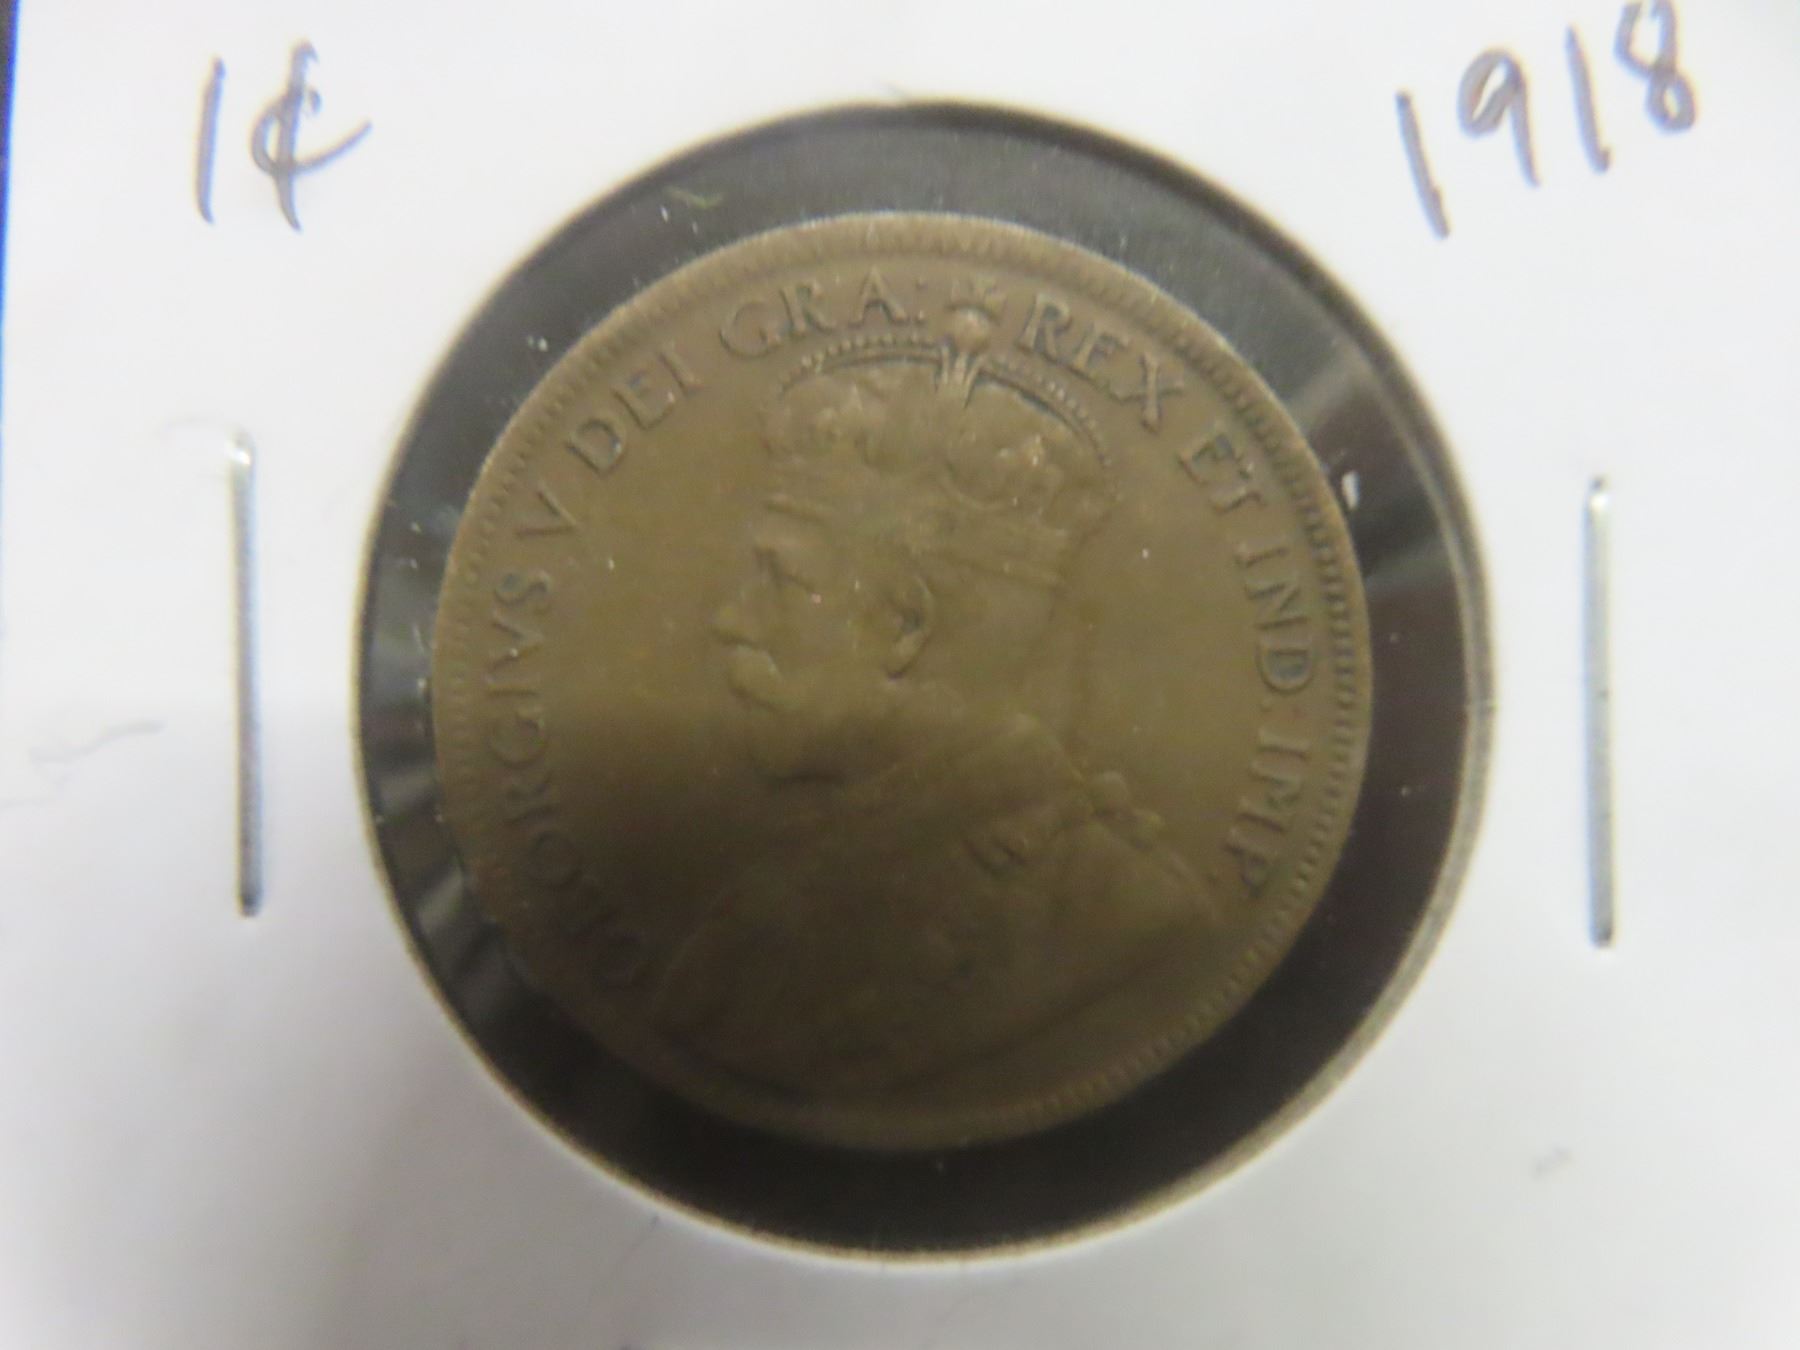 1¢ 1918
GEORGIVS V DEI GRA: REX ET IND: IMP: